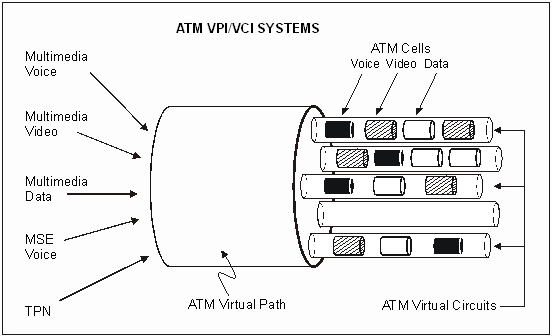 ATM VPI/VCI SYSTEMS
Multimedia
Voice
Multimedia
Video
Multimedia
Data
MSE
Voice
TPN
ATM Cells
Voice Video Data
ATM Virtual Path
ATM Virtual Circuits